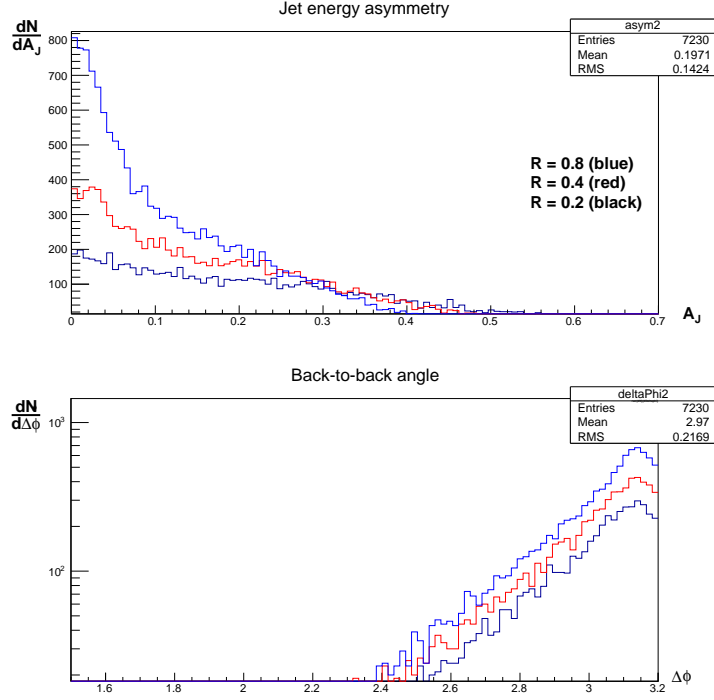 Jet energy asymmetry
dN
dA_J
asym2
Entries 7230
Mean 0.1971
RMS 0.1424
800
700
600
500
400
300
200
100
R = 0.8 (blue)
R = 0.4 (red)
R = 0.2 (black)
0 0.1 0.2 0.3 0.4 0.5 0.6 0.7
A_J
Back-to-back angle
dN
dΔϕ
deltaPhi2
Entries 7230
Mean 2.97
RMS 0.2169
10³
10²
1.6 1.8 2 2.2 2.4 2.6 2.8 3 3.2
Δϕ